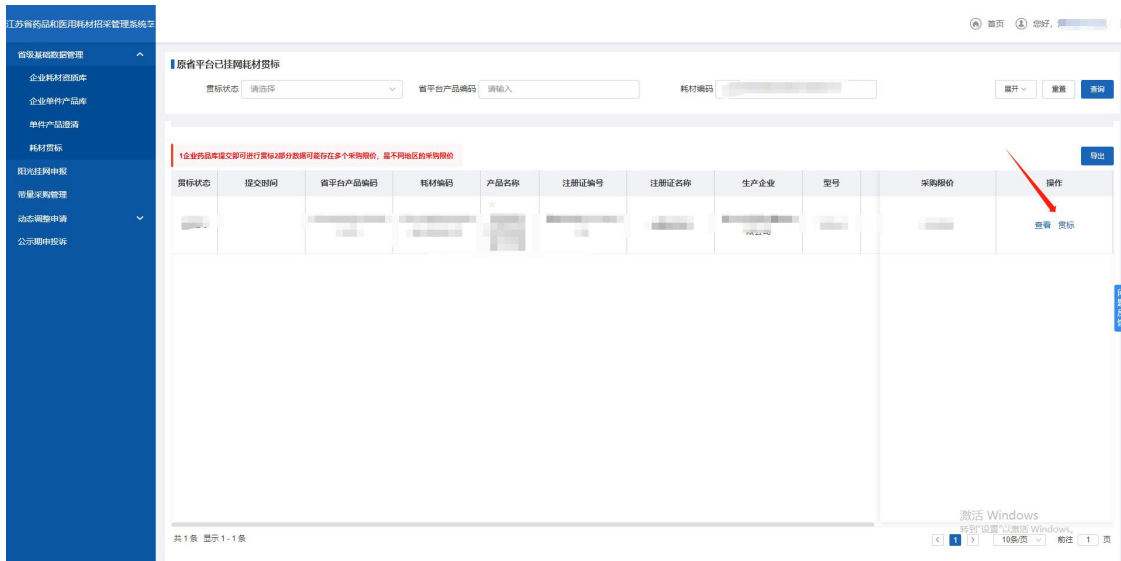 江苏省药品和医用耗材招采管理系统
首页 您好,
省级基础数据管理
企业耗材资质库
企业单件产品库
单件产品澄清
耗材贯标
阳光挂网申报
带量采购管理
动态调整申请
公示期申投诉
原省平台已挂网耗材贯标
贯标状态 请选择 省平台产品编码 请输入 耗材编码 展开 重置 查询
1企业药品库提交即可进行贯标2部分数据可能存在多个采购限价，是不同地区的采购限价 导出
贯标状态 提交时间 省平台产品编码 耗材编码 产品名称 注册证编号 注册证名称 生产企业 型号 采购限价 操作
查看 贯标
激活 Windows
转到"设置"以激活 Windows。
共1条 显示1-1条 < 1 > 10条/页 前往 1 页